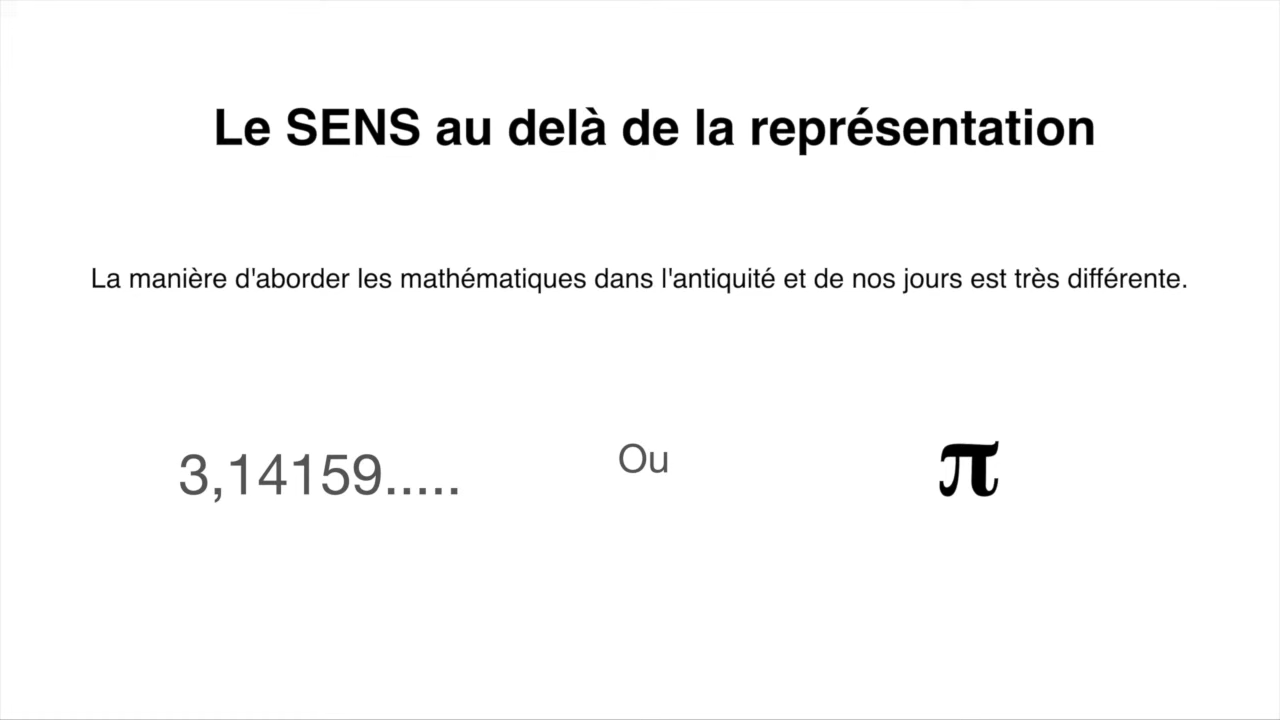 Le SENS au delà de la représentation
La manière d'aborder les mathématiques dans l'antiquité et de nos jours est très différente.
3,14159..... Ou π